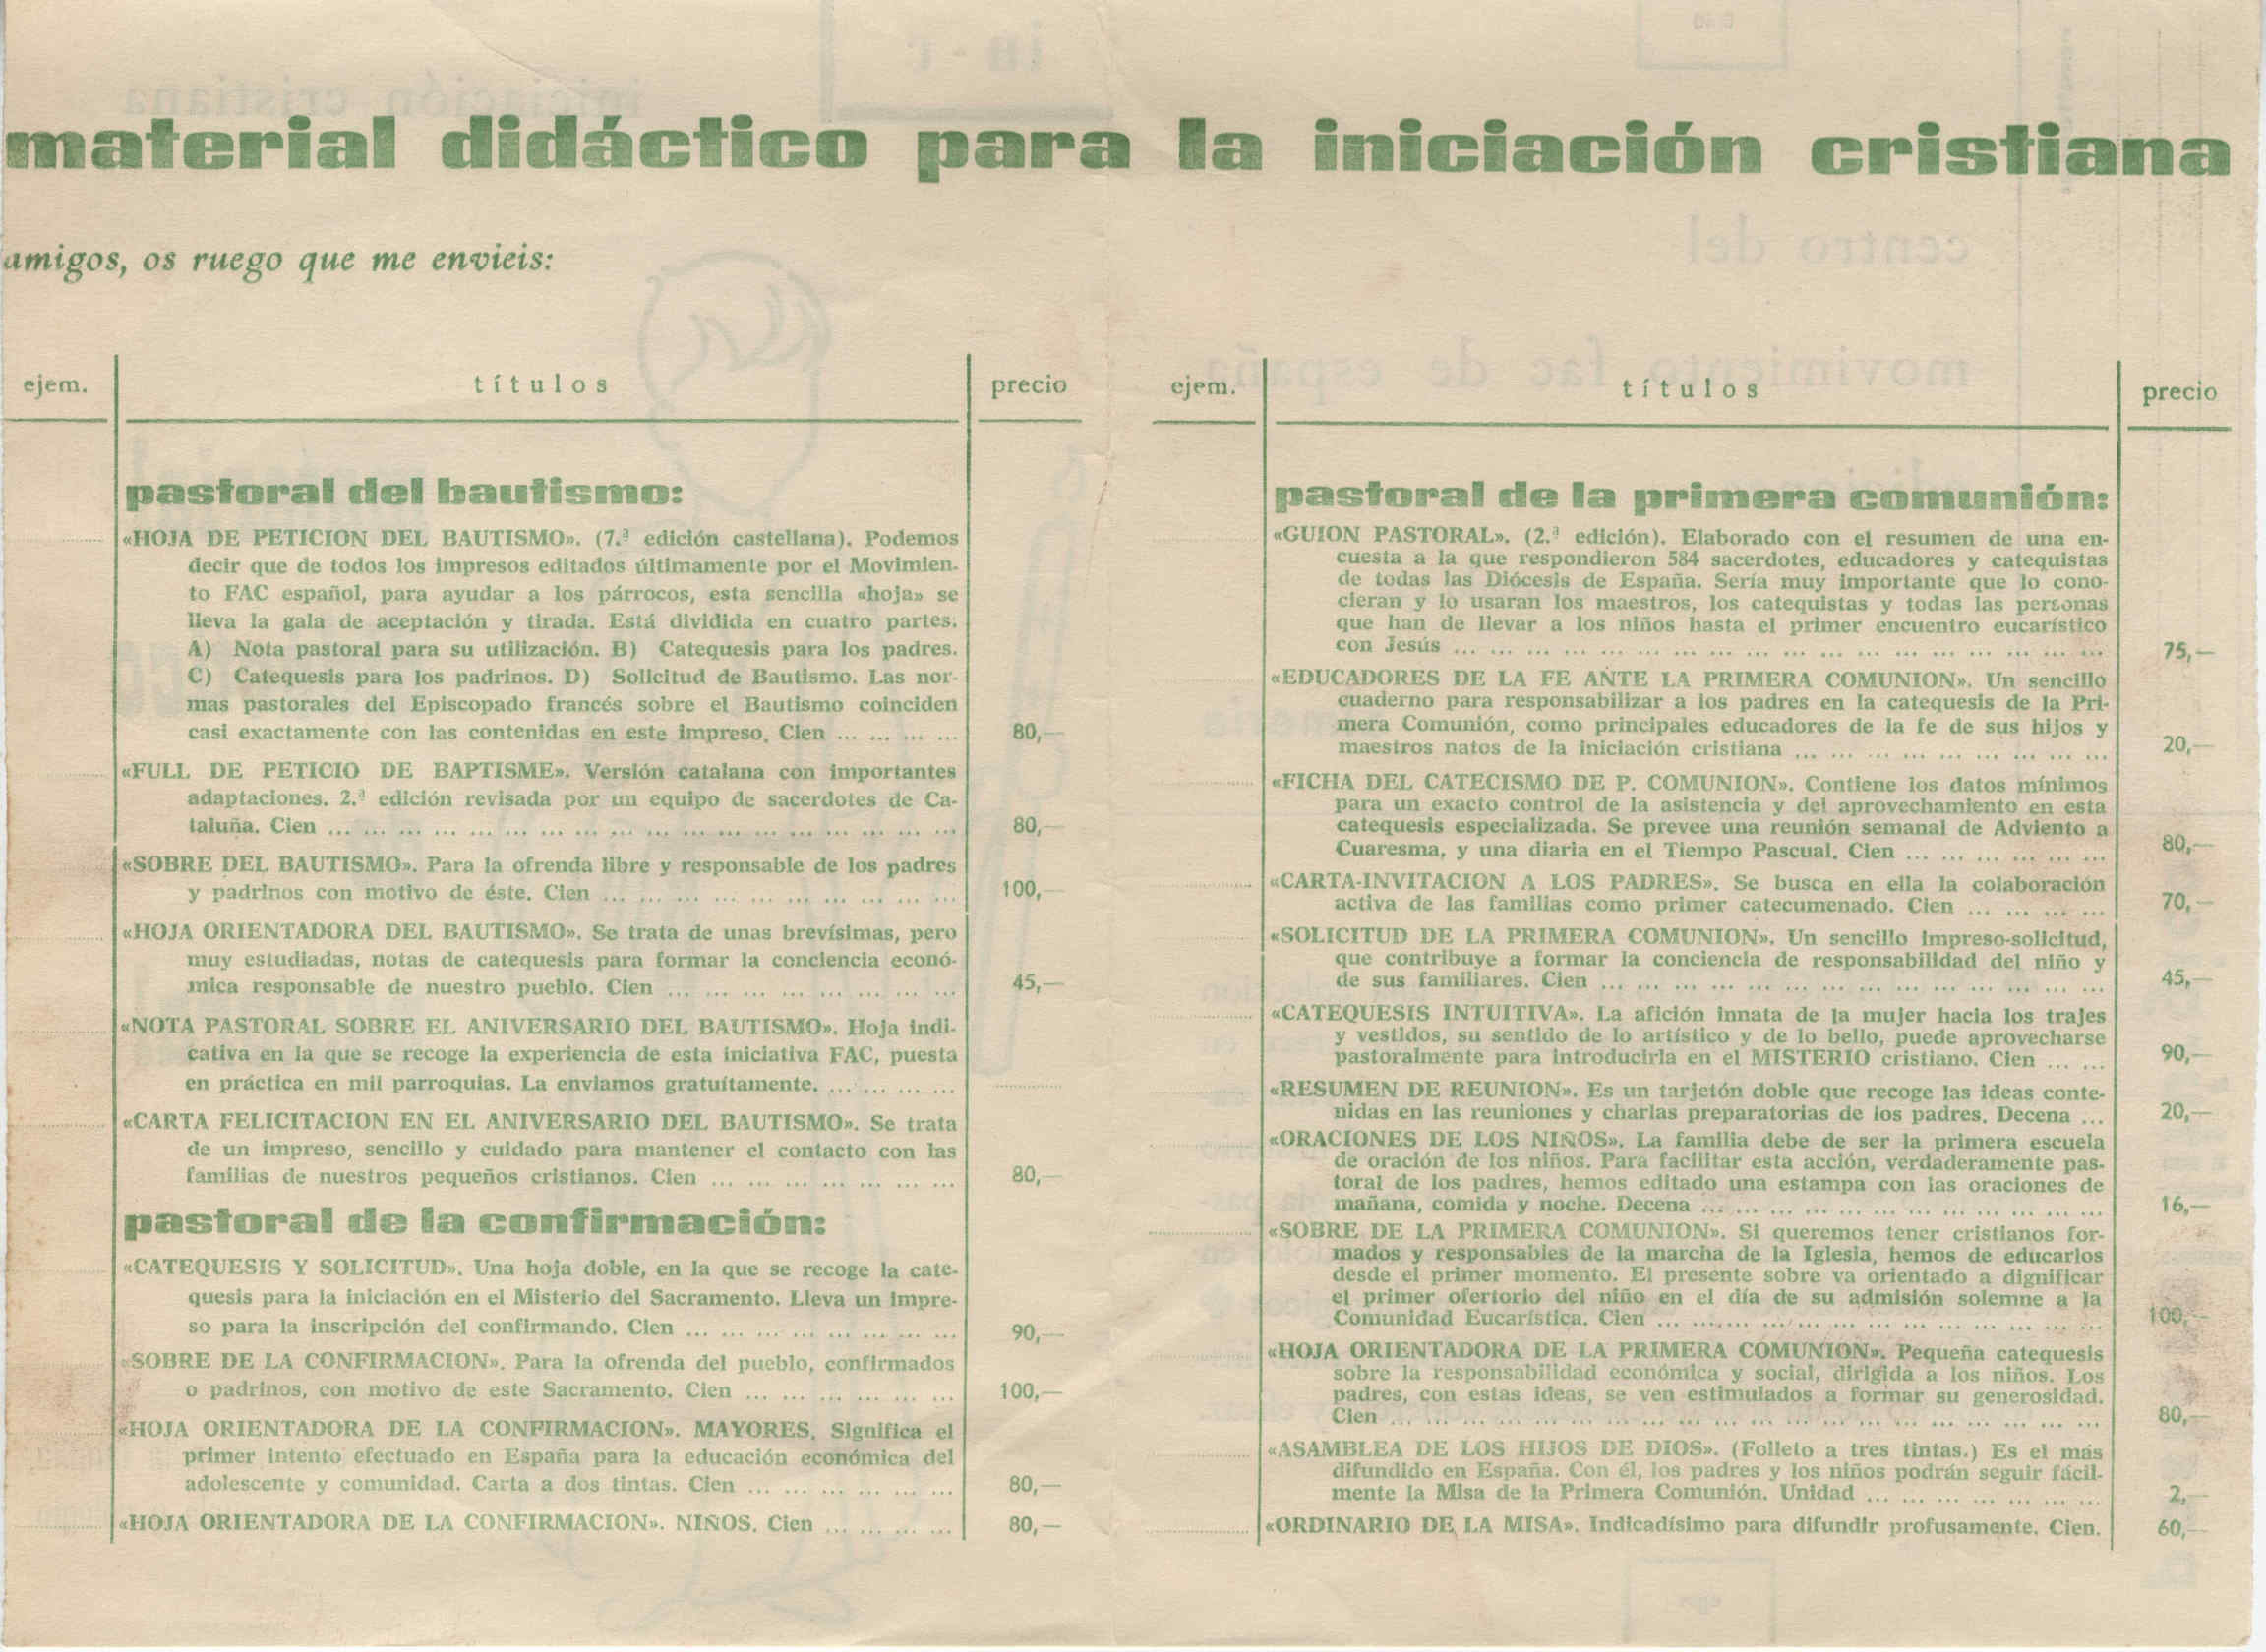 material didáctico para la iniciación cristiana
amigos, os ruego que me envieis:
ejem.
títulos
precio
pastoral del bautismo:
«HOJA DE PETICION DEL BAUTISMO». (7.ª edición castellana). Podemos
decir que de todos los impresos editados últimamente por el Movimien-
to FAC español, para ayudar a los párrocos, esta sencilla «hoja» se
lleva la gala de aceptación y tirada. Está dividida en cuatro partes.
A) Nota pastoral para su utilización. B) Catequesis para los padres.
C) Catequesis para los padrinos. D) Solicitud de Bautismo. Las nor-
mas pastorales del Episcopado francés sobre el Bautismo coinciden
casi exactamente con las contenidas en este impreso. Cien ... ... ... ... 80,—
«FULL DE PETICIO DE BAPTISME». Versión catalana con importantes
adaptaciones. 2.ª edición revisada por un equipo de sacerdotes de Ca-
taluña. Cien ... ... ... ... ... ... ... ... ... ... ... ... ... ... ... ... ... ... 80,—
«SOBRE DEL BAUTISMO». Para la ofrenda libre y responsable de los padres
y padrinos con motivo de éste. Cien ... ... ... ... ... ... ... ... ... ... 100,—
«HOJA ORIENTADORA DEL BAUTISMO». Se trata de unas brevísimas, pero
muy estudiadas, notas de catequesis para formar la conciencia econó-
mica responsable de nuestro pueblo. Cien ... ... ... ... ... ... ... ... 45,—
«NOTA PASTORAL SOBRE EL ANIVERSARIO DEL BAUTISMO». Hoja indi-
cativa en la que se recoge la experiencia de esta iniciativa FAC, puesta
en práctica en mil parroquias. La enviamos gratuítamente. ... ... ... ...
«CARTA FELICITACION EN EL ANIVERSARIO DEL BAUTISMO». Se trata
de un impreso, sencillo y cuidado para mantener el contacto con las
familias de nuestros pequeños cristianos. Cien ... ... ... ... ... ... ... 80,—
pastoral de la confirmación:
«CATEQUESIS Y SOLICITUD». Una hoja doble, en la que se recoge la cate-
quesis para la iniciación en el Misterio del Sacramento. Lleva un impre-
so para la inscripción del confirmando. Cien ... ... ... ... ... ... ... ... 90,—
«SOBRE DE LA CONFIRMACION». Para la ofrenda del pueblo, confirmados
o padrinos, con motivo de este Sacramento. Cien ... ... ... ... ... ... 100,—
«HOJA ORIENTADORA DE LA CONFIRMACION». MAYORES. Significa el
primer intento efectuado en España para la educación económica del
adolescente y comunidad. Carta a dos tintas. Cien ... ... ... ... ... ... 80,—
«HOJA ORIENTADORA DE LA CONFIRMACION». NIÑOS. Cien ... ... ... ... 80,—
ejem.
títulos
precio
pastoral de la primera comunión:
«GUION PASTORAL». (2.ª edición). Elaborado con el resumen de una en-
cuesta a la que respondieron 584 sacerdotes, educadores y catequistas
de todas las Diócesis de España. Sería muy importante que lo cono-
cieran y lo usaran los maestros, los catequistas y todas las personas
que han de llevar a los niños hasta el primer encuentro eucarístico
con Jesús ... ... ... ... ... ... ... ... ... ... ... ... ... ... ... ... ... ... 75,—
«EDUCADORES DE LA FE ANTE LA PRIMERA COMUNION». Un sencillo
cuaderno para responsabilizar a los padres en la catequesis de la Pri-
mera Comunión, como principales educadores de la fe de sus hijos y
maestros natos de la iniciación cristiana ... ... ... ... ... ... ... ... ... 20,—
«FICHA DEL CATECISMO DE P. COMUNION». Contiene los datos mínimos
para un exacto control de la asistencia y del aprovechamiento en esta
catequesis especializada. Se prevee una reunión semanal de Adviento a
Cuaresma, y una diaria en el Tiempo Pascual. Cien ... ... ... ... ... ... 80,—
«CARTA-INVITACION A LOS PADRES». Se busca en ella la colaboración
activa de las familias como primer catecumenado. Cien ... ... ... ... 70,—
«SOLICITUD DE LA PRIMERA COMUNION». Un sencillo impreso-solicitud,
que contribuye a formar la conciencia de responsabilidad del niño y
de sus familiares. Cien ... ... ... ... ... ... ... ... ... ... ... ... ... ... 45,—
«CATEQUESIS INTUITIVA». La afición innata de la mujer hacia los trajes
y vestidos, su sentido de lo artístico y de lo bello, puede aprovecharse
pastoralmente para introducirla en el MISTERIO cristiano. Cien ... ... 90,—
«RESUMEN DE REUNION». Es un tarjetón doble que recoge las ideas conte-
nidas en las reuniones y charlas preparatorias de los padres. Decena ... 20,—
«ORACIONES DE LOS NIÑOS». La familia debe de ser la primera escuela
de oración de los niños. Para facilitar esta acción, verdaderamente pas-
toral de los padres, hemos editado una estampa con las oraciones de
mañana, comida y noche. Decena ... ... ... ... ... ... ... ... ... ... ... 16,—
«SOBRE DE LA PRIMERA COMUNION». Si queremos tener cristianos for-
mados y responsables de la marcha de la Iglesia, hemos de educarlos
desde el primer momento. El presente sobre va orientado a dignificar
el primer ofertorio del niño en el día de su admisión solemne a la
Comunidad Eucarística. Cien ... ... ... ... ... ... ... ... ... ... ... ... 100,—
«HOJA ORIENTADORA DE LA PRIMERA COMUNION». Pequeña catequesis
sobre la responsabilidad económica y social, dirigida a los niños. Los
padres, con estas ideas, se ven estimulados a formar su generosidad.
Cien ... ... ... ... ... ... ... ... ... ... ... ... ... ... ... ... ... ... ... ... 80,—
«ASAMBLEA DE LOS HIJOS DE DIOS». (Folleto a tres tintas.) Es el más
difundido en España. Con él, los padres y los niños podrán seguir fácil-
mente la Misa de la Primera Comunión. Unidad ... ... ... ... ... ... ... 2,—
«ORDINARIO DE LA MISA». Indicadísimo para difundir profusamente. Cien. 60,—